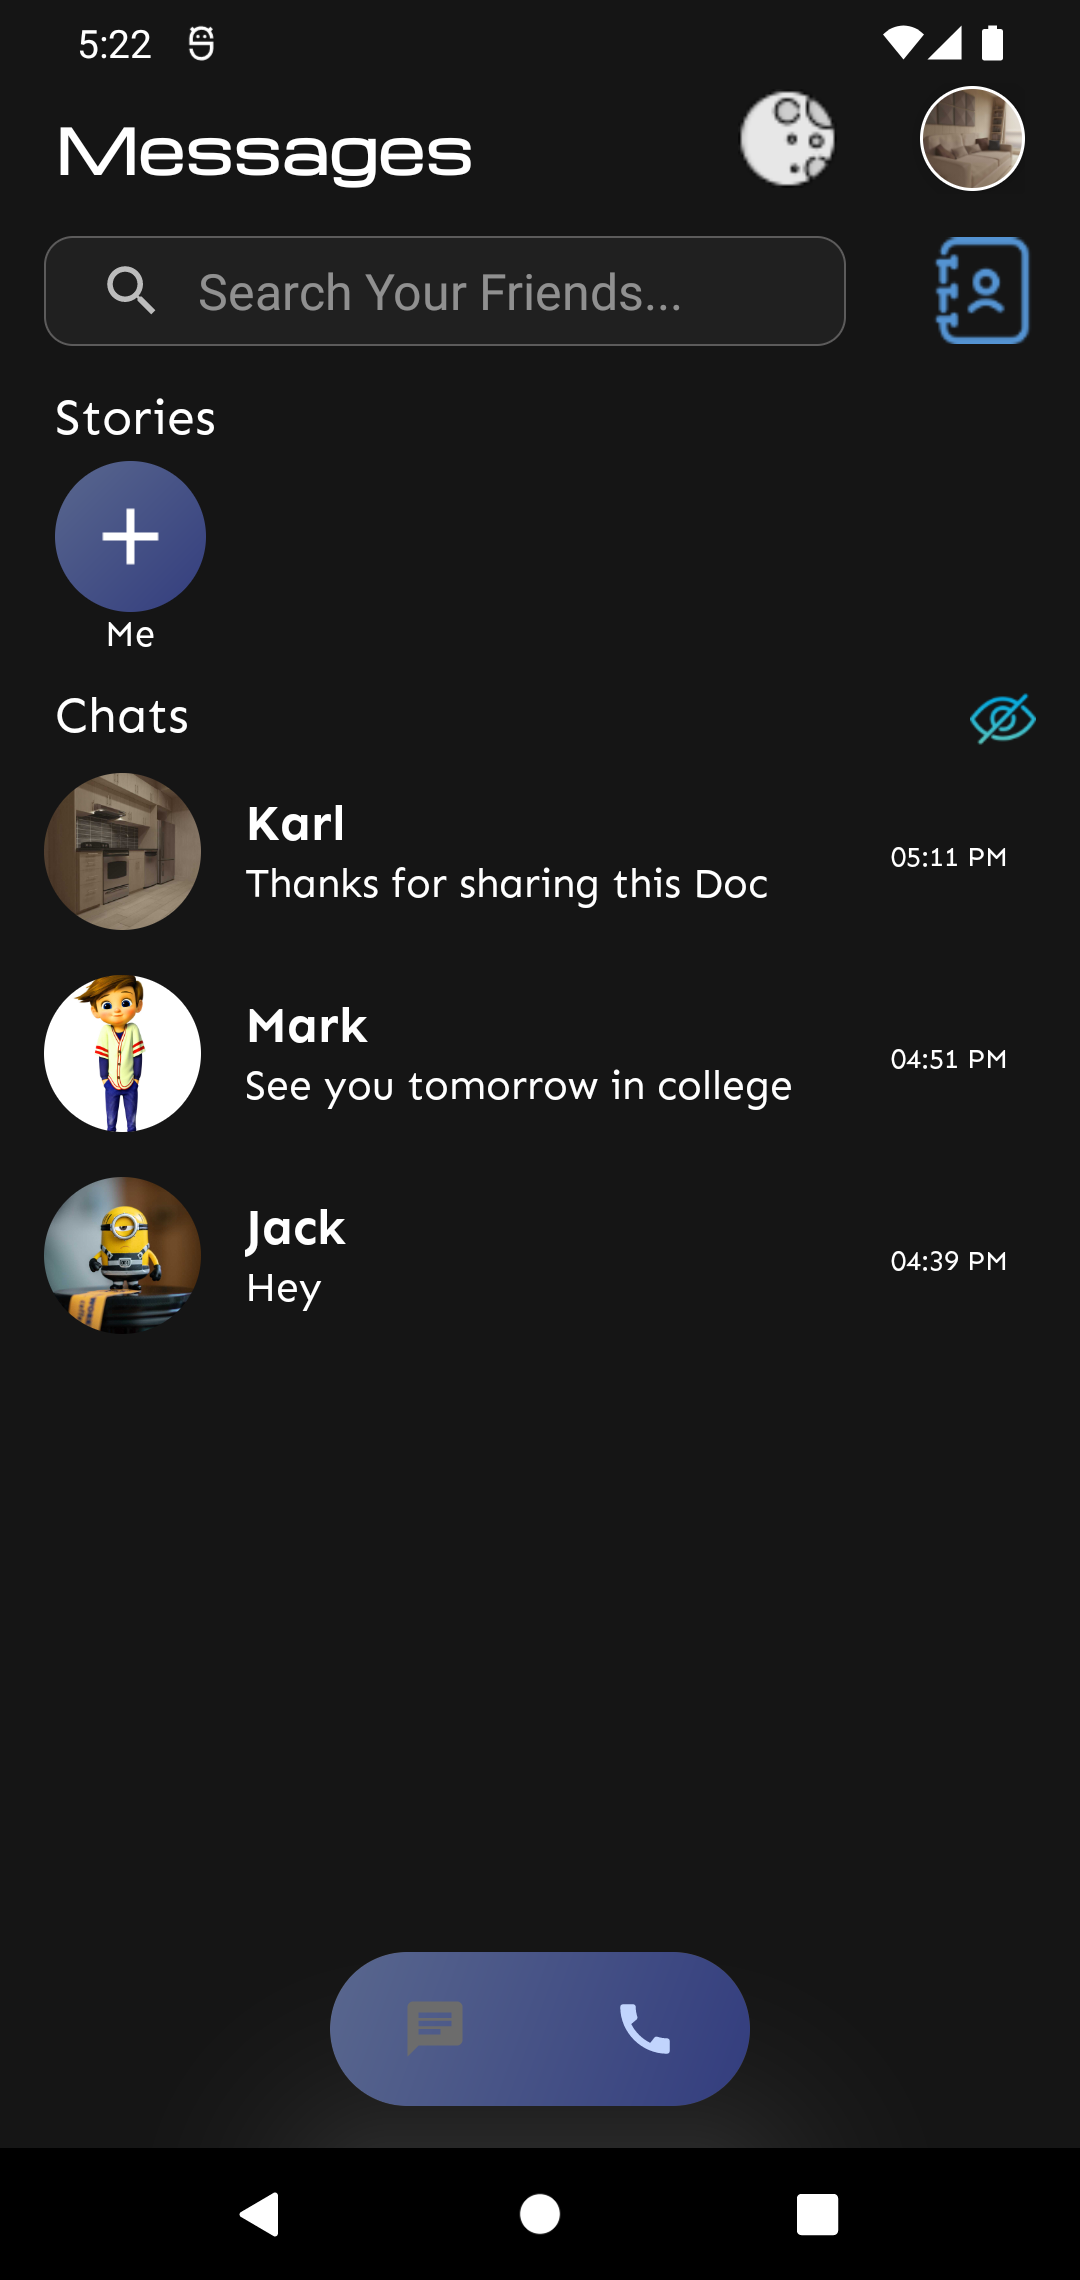 5:22
Messages
Search Your Friends...
Stories
Me
Chats
Karl
Thanks for sharing this Doc
05:11 PM
Mark
See you tomorrow in college
04:51 PM
Jack
Hey
04:39 PM